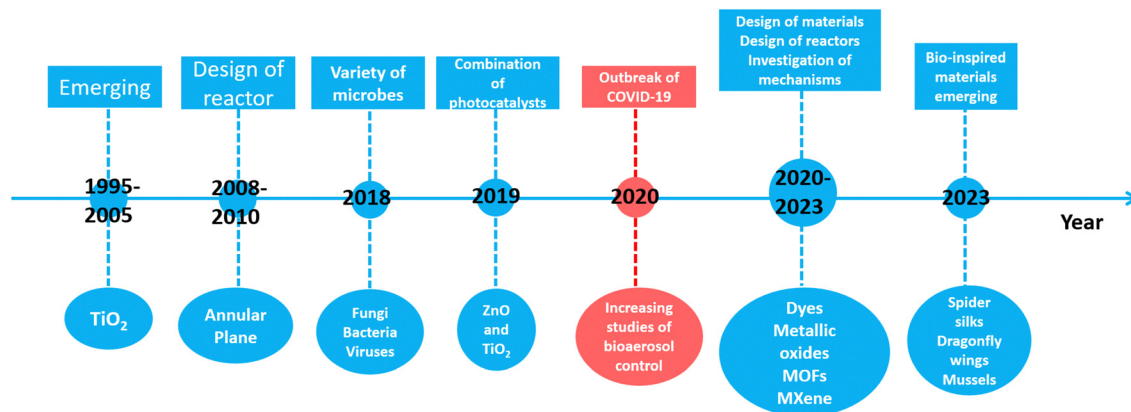 Emerging
Design of
reactor
Variety of
microbes
Combination
of
photocatalysts
Outbreak of
COVID-19
Design of materials
Design of reactors
Investigation of
mechanisms
Bio-inspired
materials
emerging
1995-
2005
2008-
2010
2018
2019
2020
2020-
2023
2023
Year
TiO₂
Annular
Plane
Fungi
Bacteria
Viruses
ZnO
and
TiO₂
Increasing
studies of
bioaerosol
control
Dyes
Metallic
oxides
MOFs
MXene
Spider
silks
Dragonfly
wings
Mussels